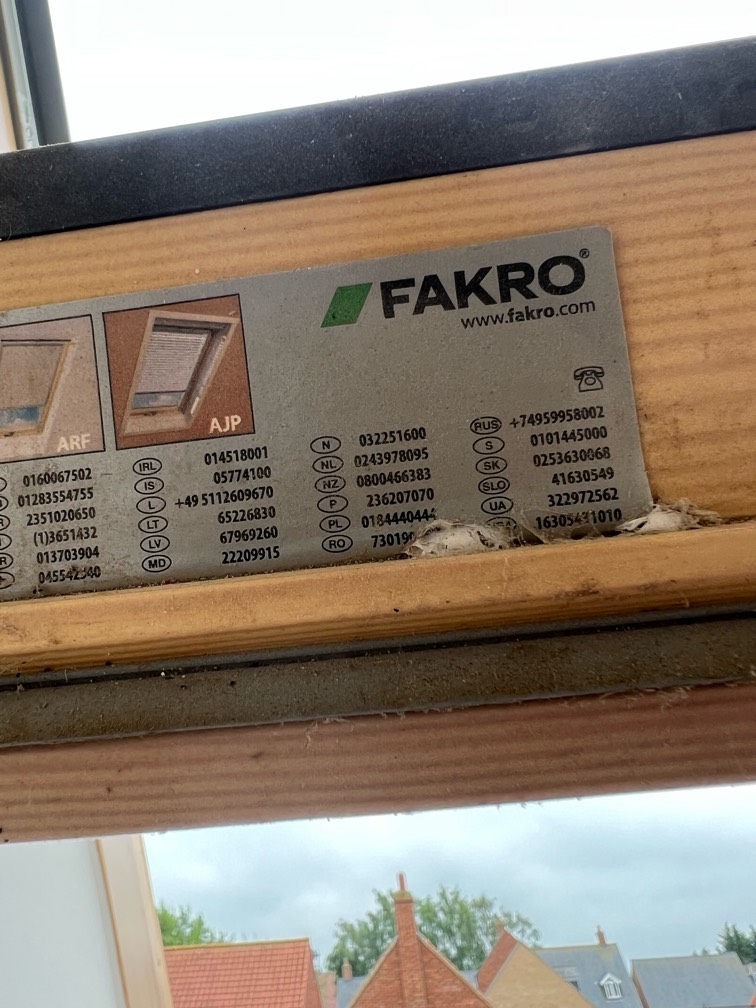 FAKRO®
www.fakro.com
ARF
AJP
0160067502
01283554755
2351020650
(1)3651432
013703904
IRL 014518001
IS 05774100
L +49 5112609670
LT 65226830
LV 67969260
MD 22209915
N 032251600
NL 0243978095
NZ 0800466383
P 236207070
PL 0184440444
RO
RUS +74959958002
S 0101445000
SK 0253630868
SLO 41630549
UA 322972562